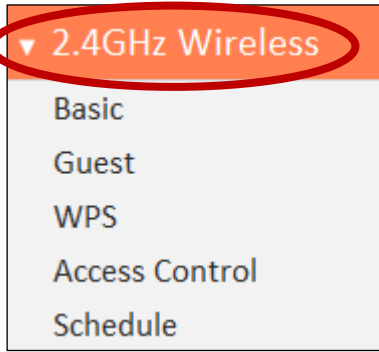 ▼ 2.4GHz Wireless
Basic
Guest
WPS
Access Control
Schedule